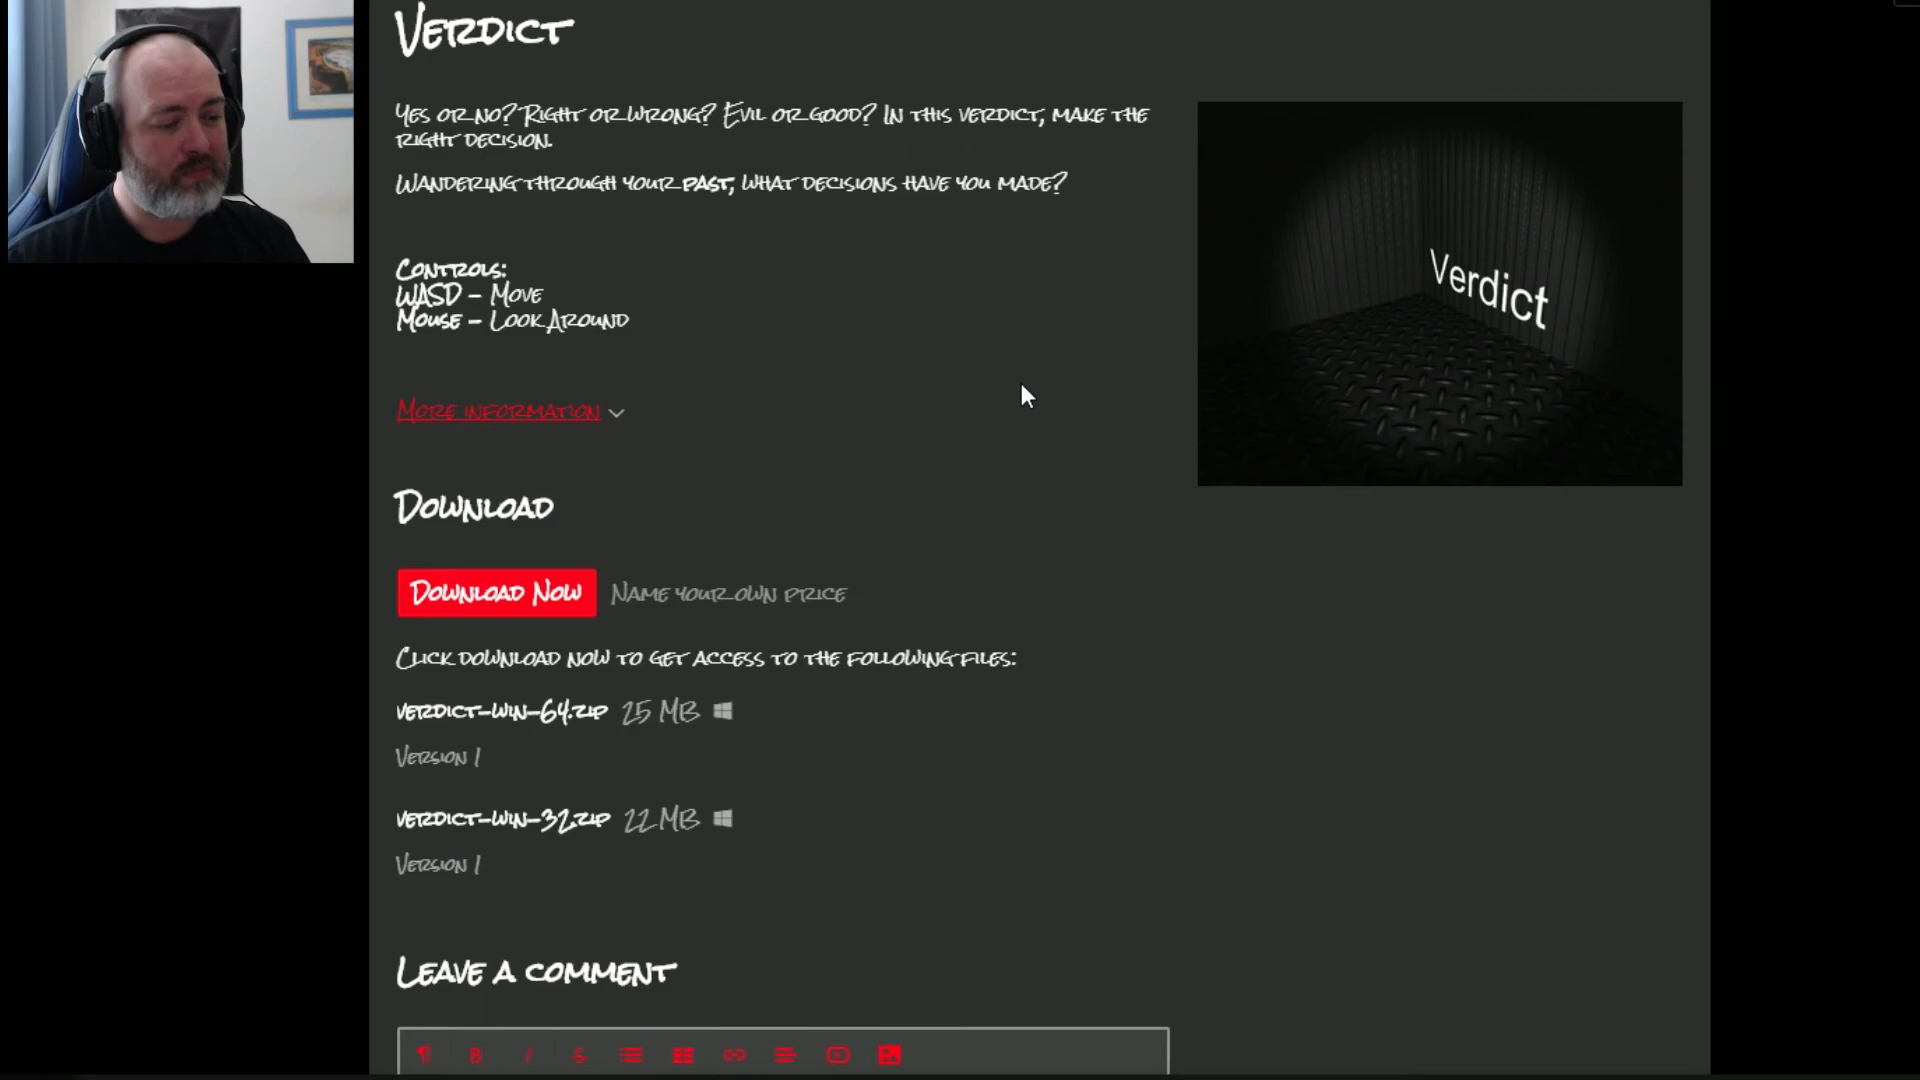 Verdict
Yes or no? Right or wrong? Evil or good? In this verdict, make the
right decision.
Wandering through your past, what decisions have you made?
Controls:
WASD - Move
Mouse - Look Around
More information
Download
Download Now
Name your own price
Click download now to get access to the following files:
verdict-win-64.zip 25 MB
Version 1
verdict-win-32.zip 22 MB
Version 1
Leave a comment
Verdict